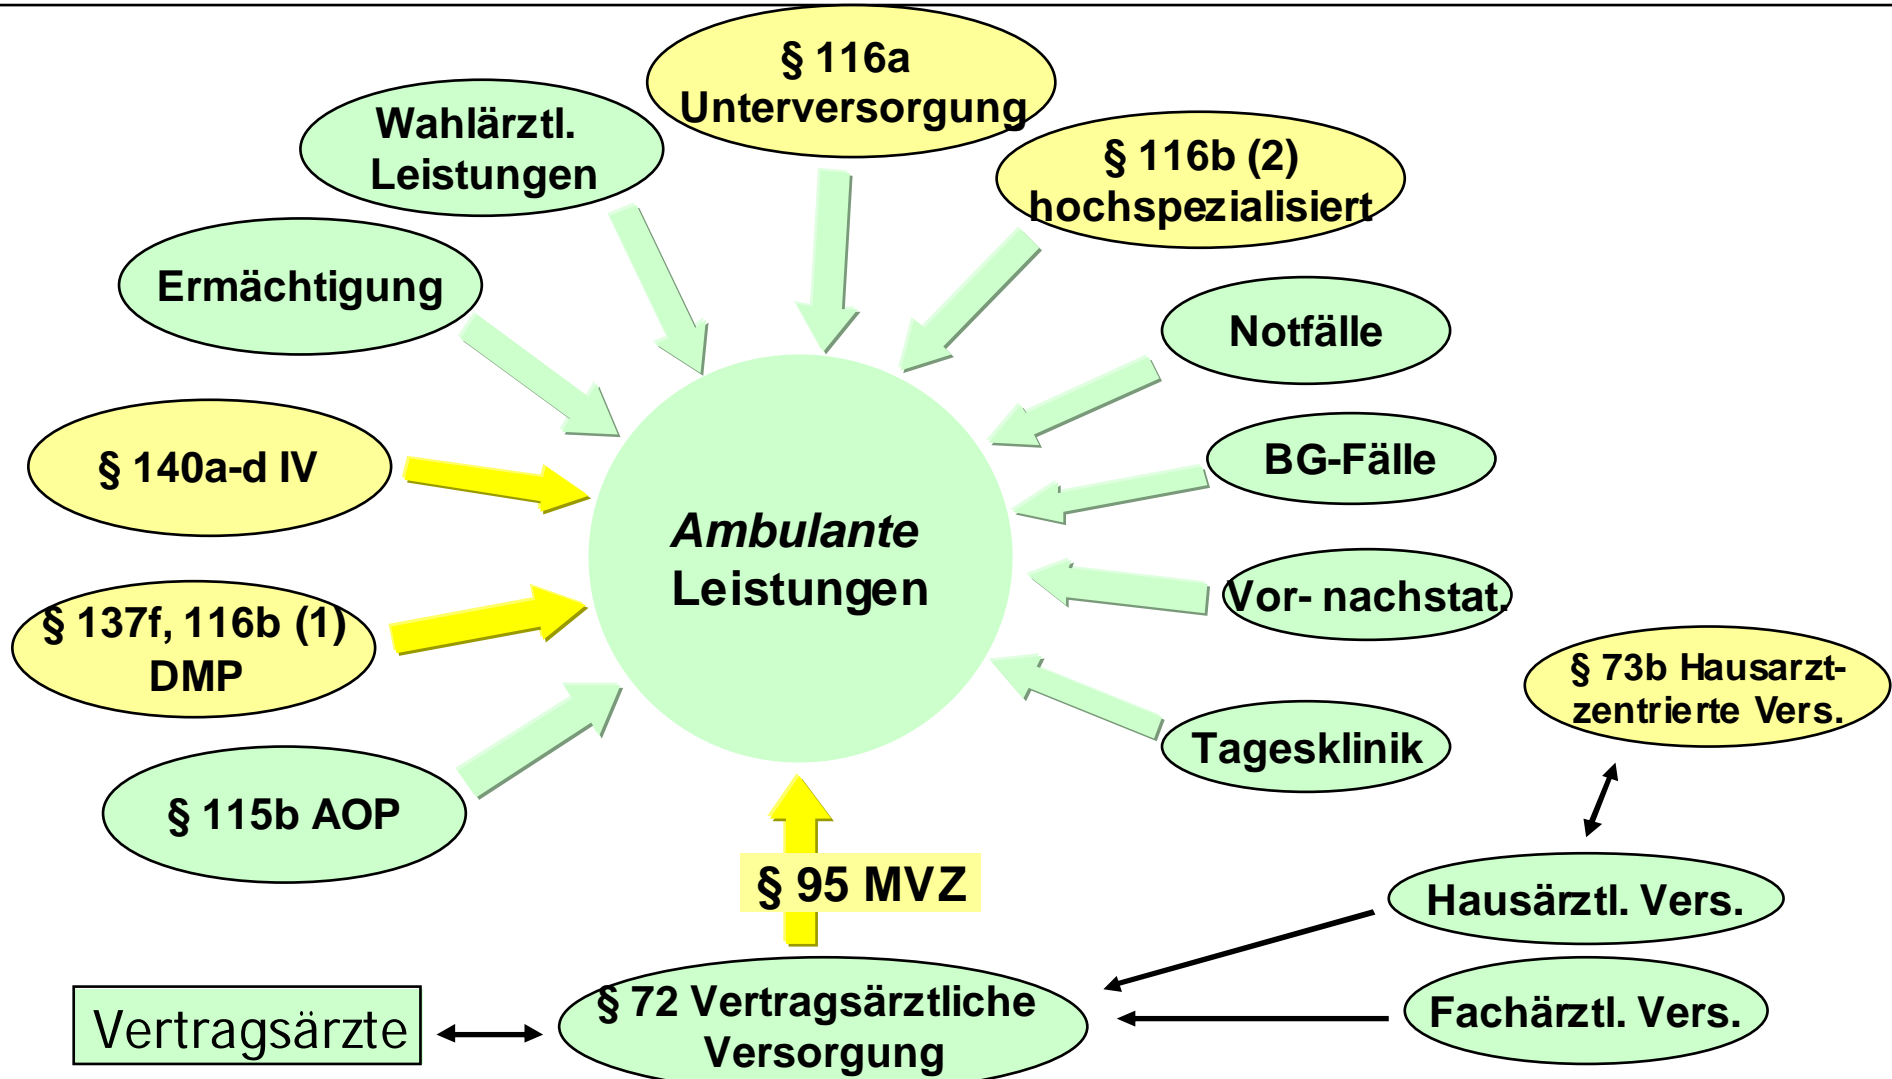 § 116a
Unterversorgung
Wahlärztl.
Leistungen
§ 116b (2)
hochspezialisiert
Ermächtigung
Notfälle
§ 140a-d IV
BG-Fälle
Ambulante
Leistungen
Vor- nachstat.
§ 137f, 116b (1)
DMP
§ 73b Hausarzt-
zentrierte Vers.
Tagesklinik
§ 115b AOP
§ 95 MVZ
Hausärztl. Vers.
§ 72 Vertragsärztliche
Versorgung
Fachärztl. Vers.
Vertragsärzte